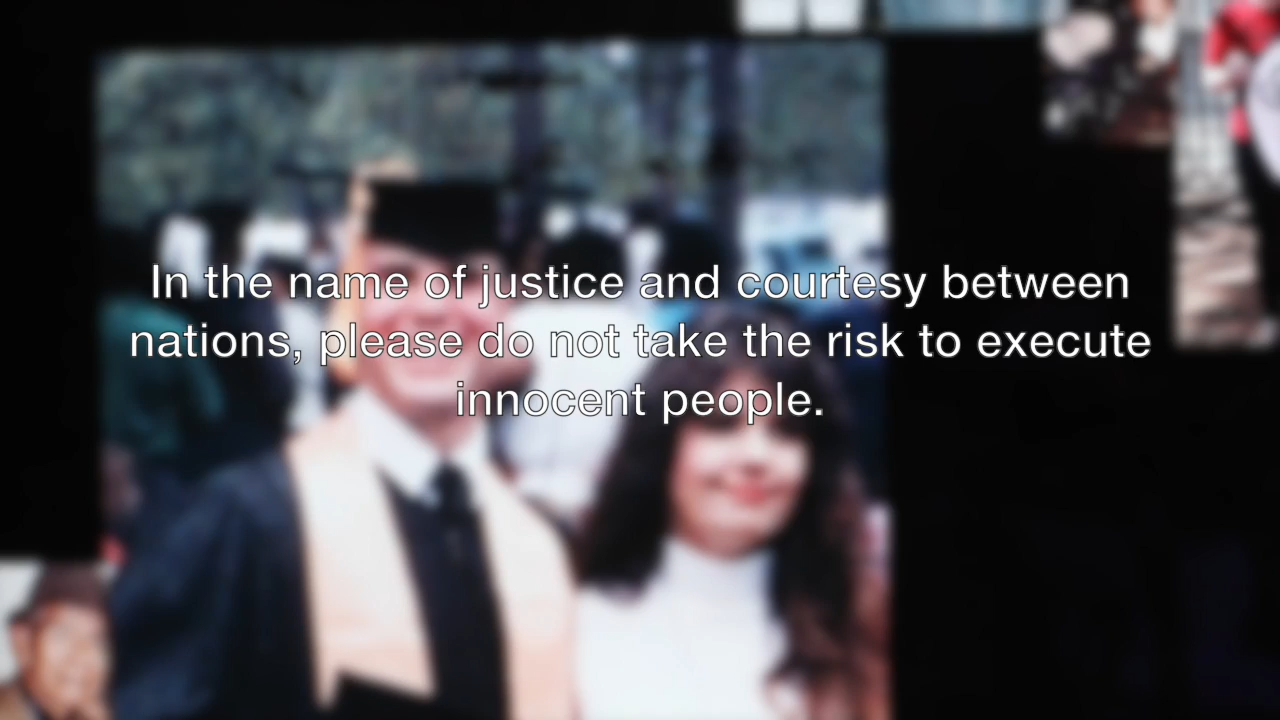 In the name of justice and courtesy between
nations, please do not take the risk to execute
innocent people.